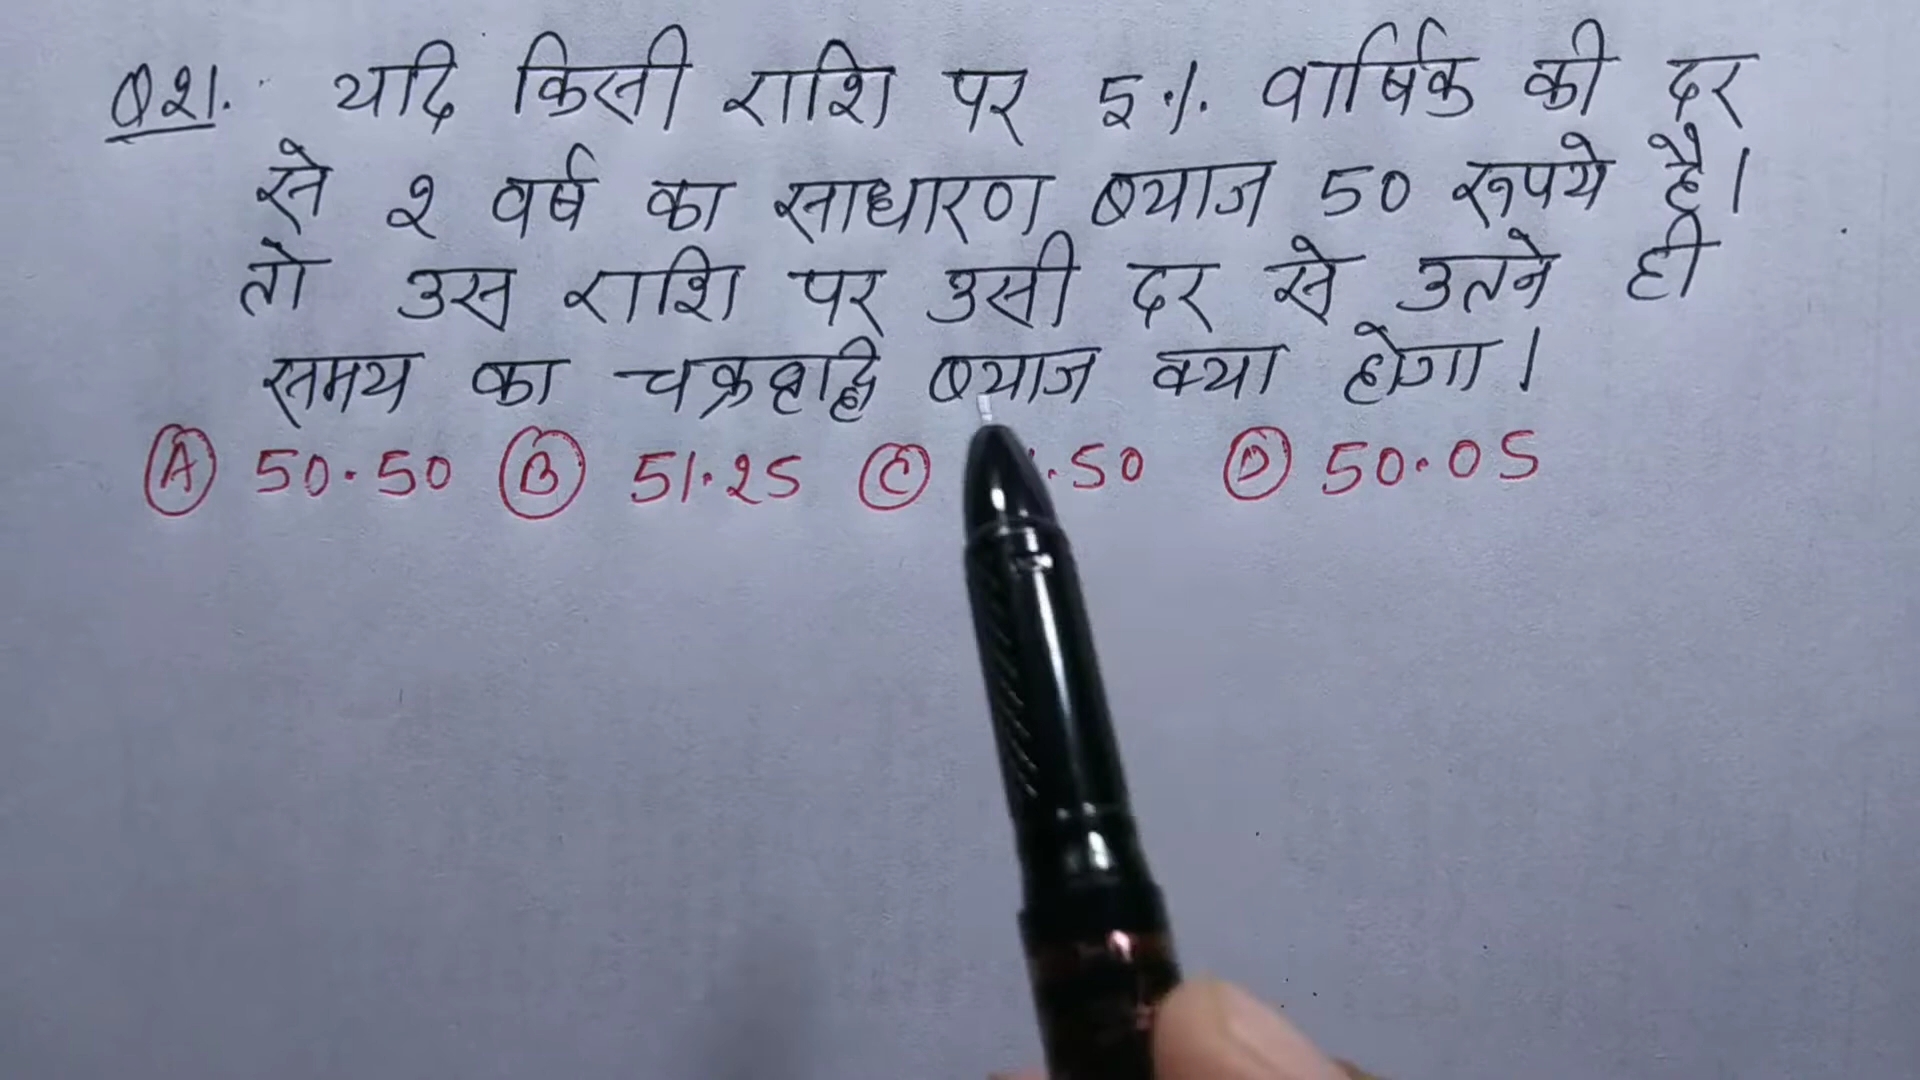 Q21. यदि किसी राशि पर 5% वार्षिक की दर
से 2 वर्ष का साधारण ब्याज 50 रूपये है।
तो उस राशि पर उसी दर से उतने ही
समय का चक्रवृद्धि ब्याज क्या होगा।
(A) 50.50 (B) 51.25 (C) .50 (D) 50.05